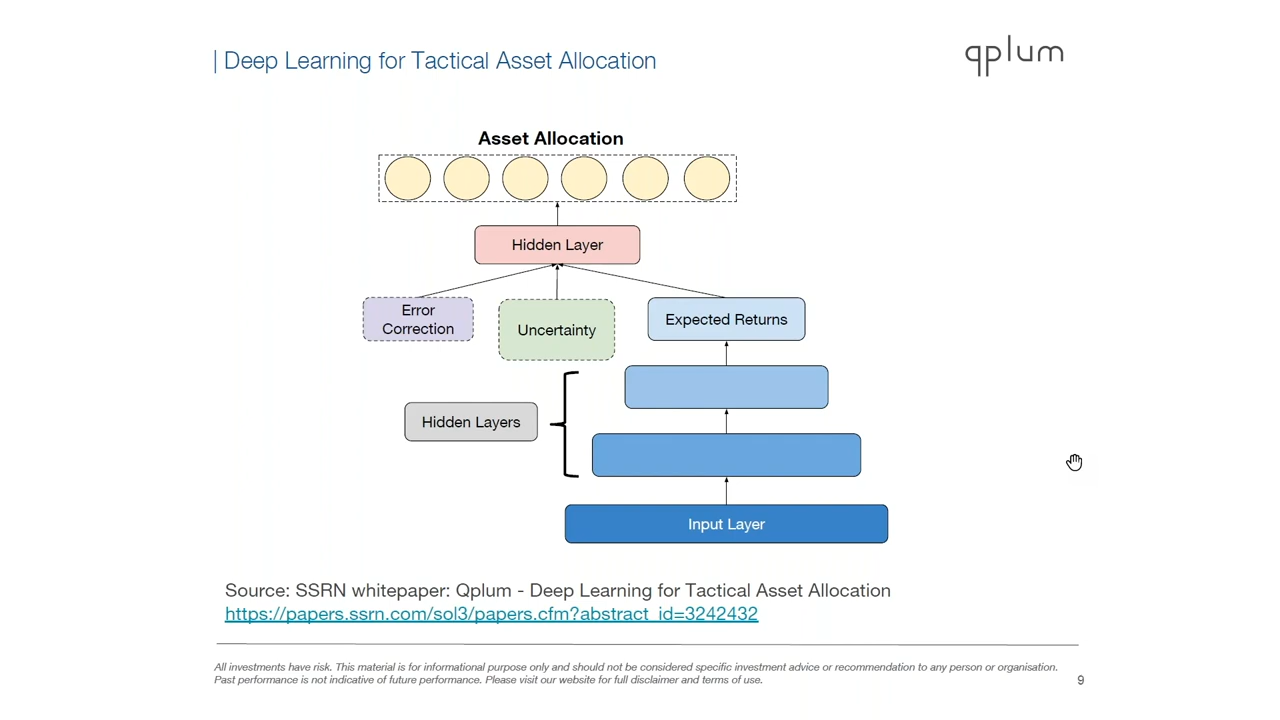 Deep Learning for Tactical Asset Allocation
qplum
Asset Allocation
Hidden Layer
Error
Correction
Uncertainty
Expected Returns
Hidden Layers
Input Layer
Source: SSRN whitepaper: Qplum - Deep Learning for Tactical Asset Allocation
https://papers.ssrn.com/sol3/papers.cfm?abstract_id=3242432
All investments have risk. This material is for informational purpose only and should not be considered specific investment advice or recommendation to any person or organisation.
Past performance is not indicative of future performance. Please visit our website for full disclaimer and terms of use.
9